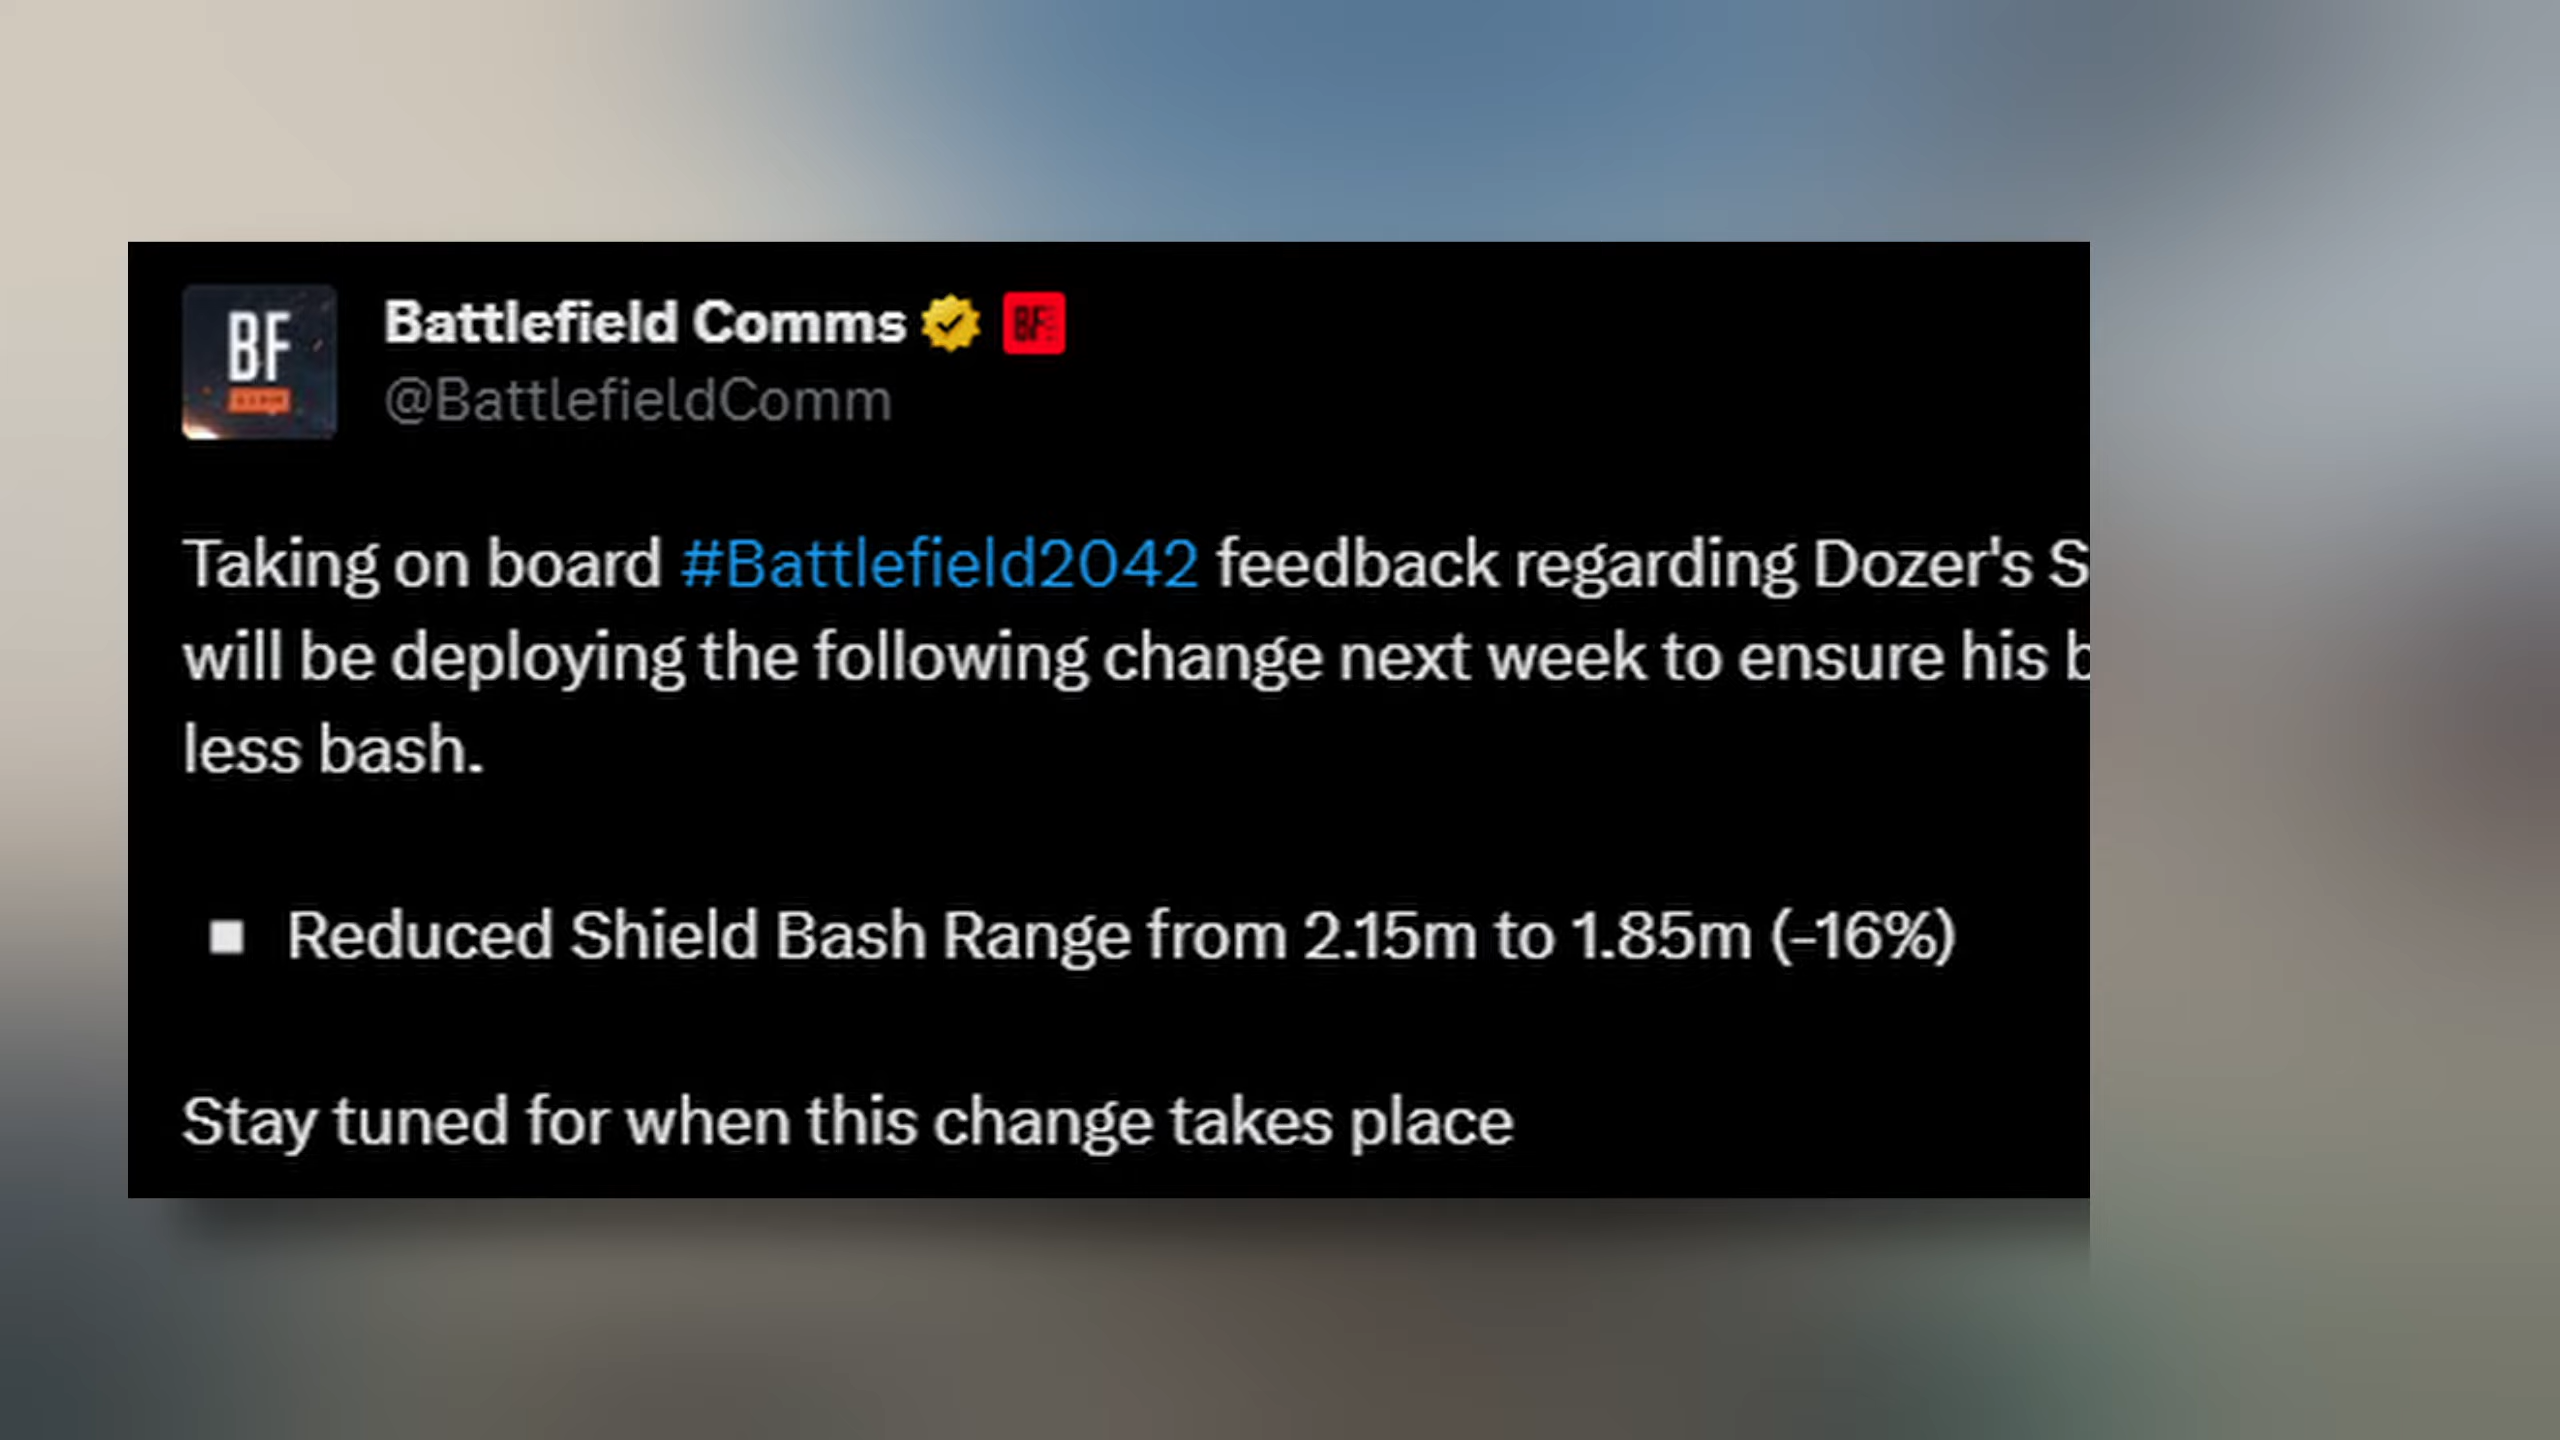 BF
Battlefield Comms
BF
@BattlefieldComm
Taking on board #Battlefield2042 feedback regarding Dozer's S
will be deploying the following change next week to ensure his b
less bash.
▪ Reduced Shield Bash Range from 2.15m to 1.85m (-16%)
Stay tuned for when this change takes place